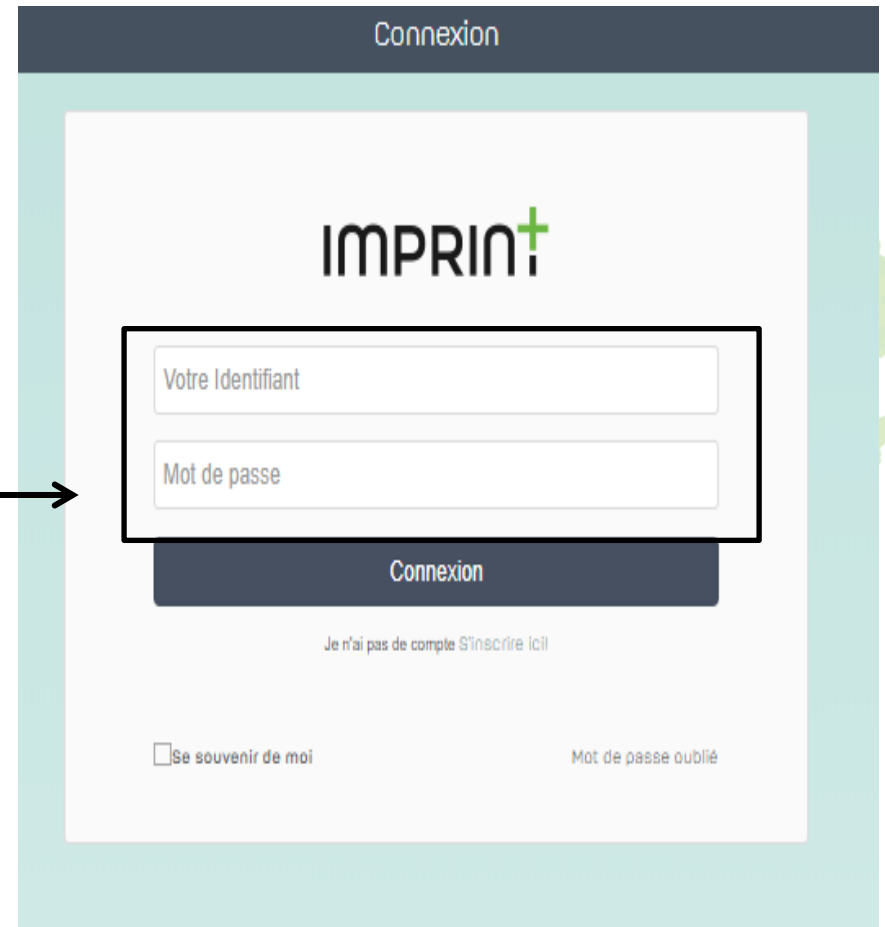 Connexion
IMPRINT
Votre Identifiant
Mot de passe
Connexion
Je n'ai pas de compte S'inscrire ici!
Se souvenir de moi
Mot de passe oublié